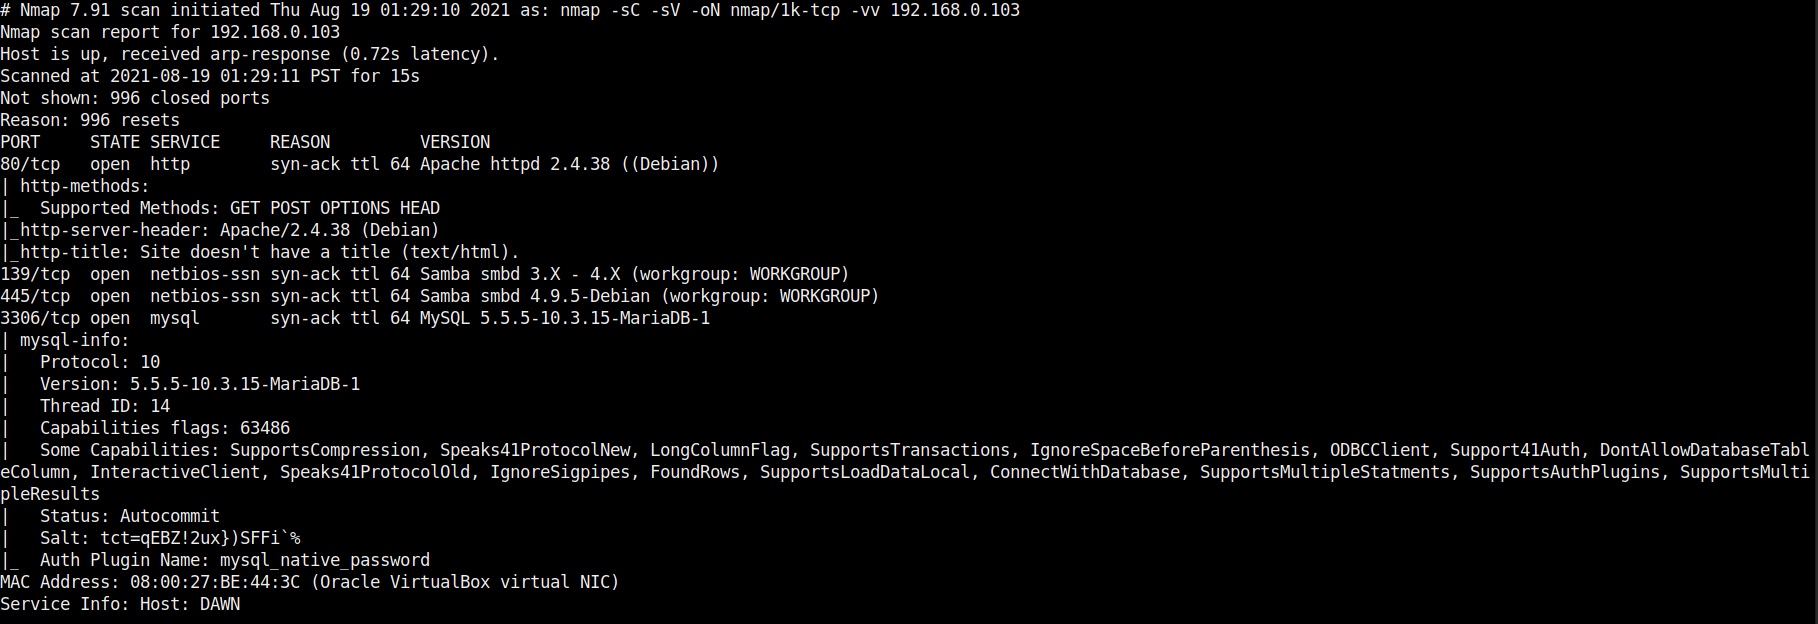 # Nmap 7.91 scan initiated Thu Aug 19 01:29:10 2021 as: nmap -sC -sV -oN nmap/1k-tcp -vv 192.168.0.103
Nmap scan report for 192.168.0.103
Host is up, received arp-response (0.72s latency).
Scanned at 2021-08-19 01:29:11 PST for 15s
Not shown: 996 closed ports
Reason: 996 resets
PORT     STATE SERVICE     REASON         VERSION
80/tcp   open  http        syn-ack ttl 64 Apache httpd 2.4.38 ((Debian))
| http-methods:
|_  Supported Methods: GET POST OPTIONS HEAD
|_http-server-header: Apache/2.4.38 (Debian)
|_http-title: Site doesn't have a title (text/html).
139/tcp  open  netbios-ssn syn-ack ttl 64 Samba smbd 3.X - 4.X (workgroup: WORKGROUP)
445/tcp  open  netbios-ssn syn-ack ttl 64 Samba smbd 4.9.5-Debian (workgroup: WORKGROUP)
3306/tcp open  mysql       syn-ack ttl 64 MySQL 5.5.5-10.3.15-MariaDB-1
| mysql-info:
|   Protocol: 10
|   Version: 5.5.5-10.3.15-MariaDB-1
|   Thread ID: 14
|   Capabilities flags: 63486
|   Some Capabilities: SupportsCompression, Speaks41ProtocolNew, LongColumnFlag, SupportsTransactions, IgnoreSpaceBeforeParenthesis, ODBCClient, Support41Auth, DontAllowDatabaseTabl
eColumn, InteractiveClient, Speaks41ProtocolOld, IgnoreSigpipes, FoundRows, SupportsLoadDataLocal, ConnectWithDatabase, SupportsMultipleStatments, SupportsAuthPlugins, SupportsMulti
pleResults
|   Status: Autocommit
|   Salt: tct=qEBZ!2ux})SFFi`%
|_  Auth Plugin Name: mysql_native_password
MAC Address: 08:00:27:BE:44:3C (Oracle VirtualBox virtual NIC)
Service Info: Host: DAWN